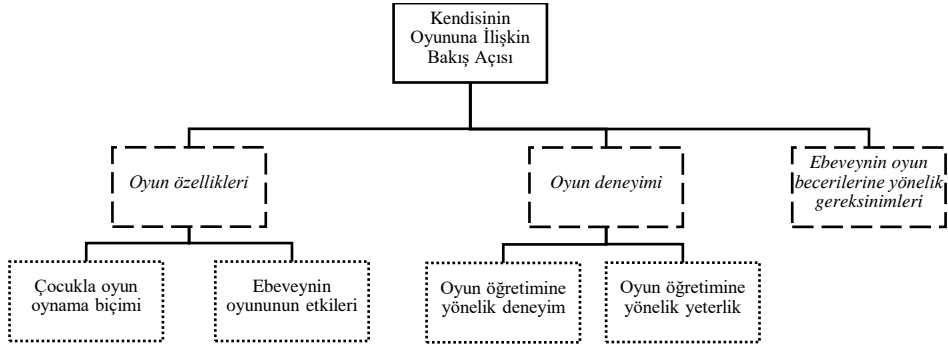 Kendisinin
Oyununa İlişkin
Bakış Açısı
Oyun özellikleri
Oyun deneyimi
Ebeveynin oyun
becerilerine yönelik
gereksinimleri
Çocukla oyun
oynama biçimi
Ebeveynin
oyununun etkileri
Oyun öğretimine
yönelik deneyim
Oyun öğretimine
yönelik yeterlik